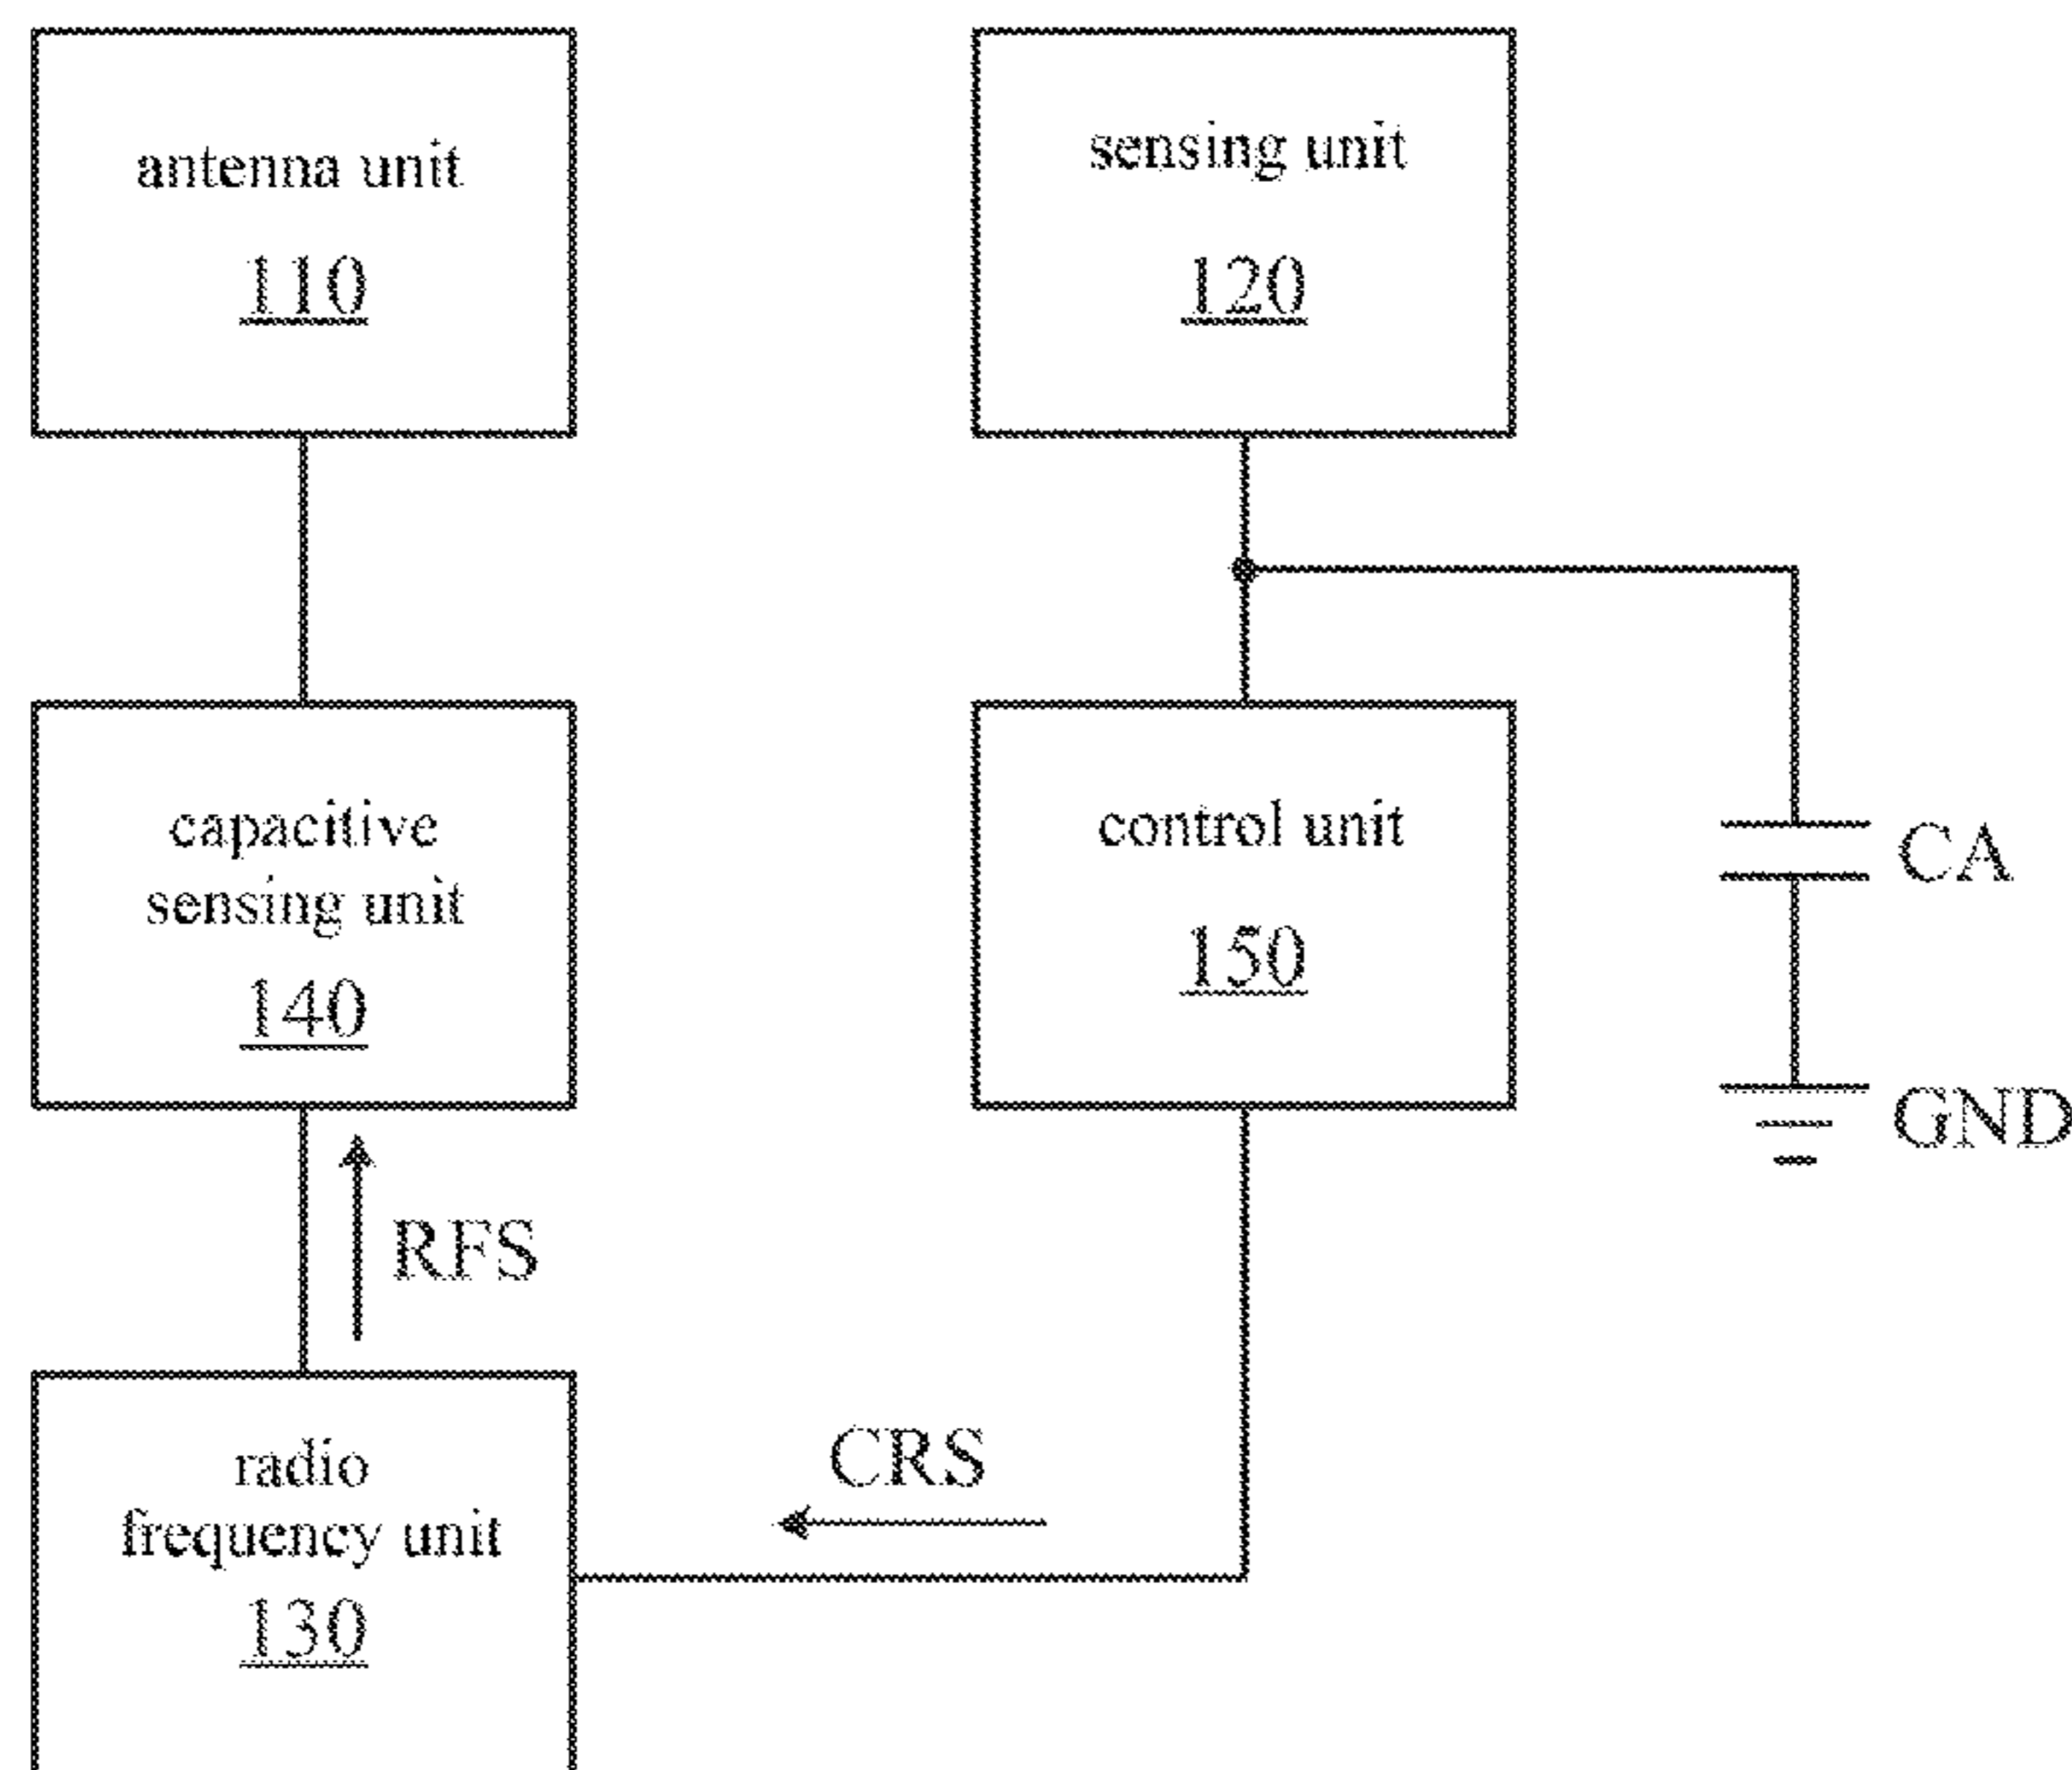 antenna unit
110
sensing unit
120
capacitive
sensing unit
140
control unit
150
CA
GND
RFS
radio
frequency unit
130
CRS